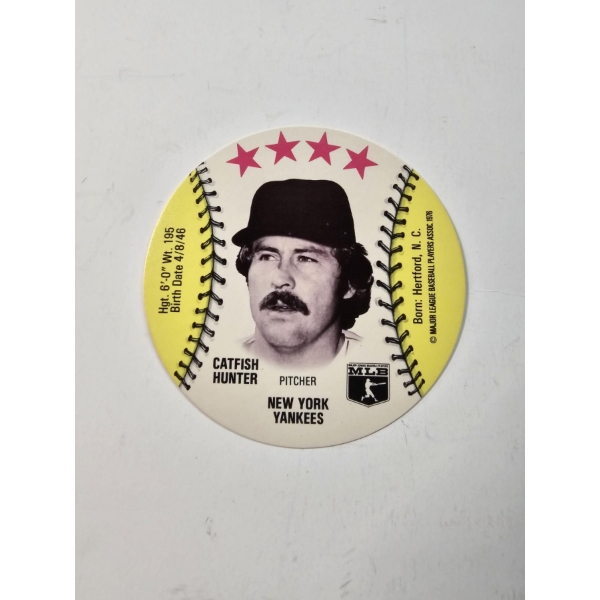 Hgt. 6'-0" Wt. 195
Birth Date 4/8/46
CATFISH
HUNTER
PITCHER
NEW YORK
YANKEES
MLB
Born: Hertford, N. C.
© MAJOR LEAGUE BASEBALL PLAYERS ASSOC 1976